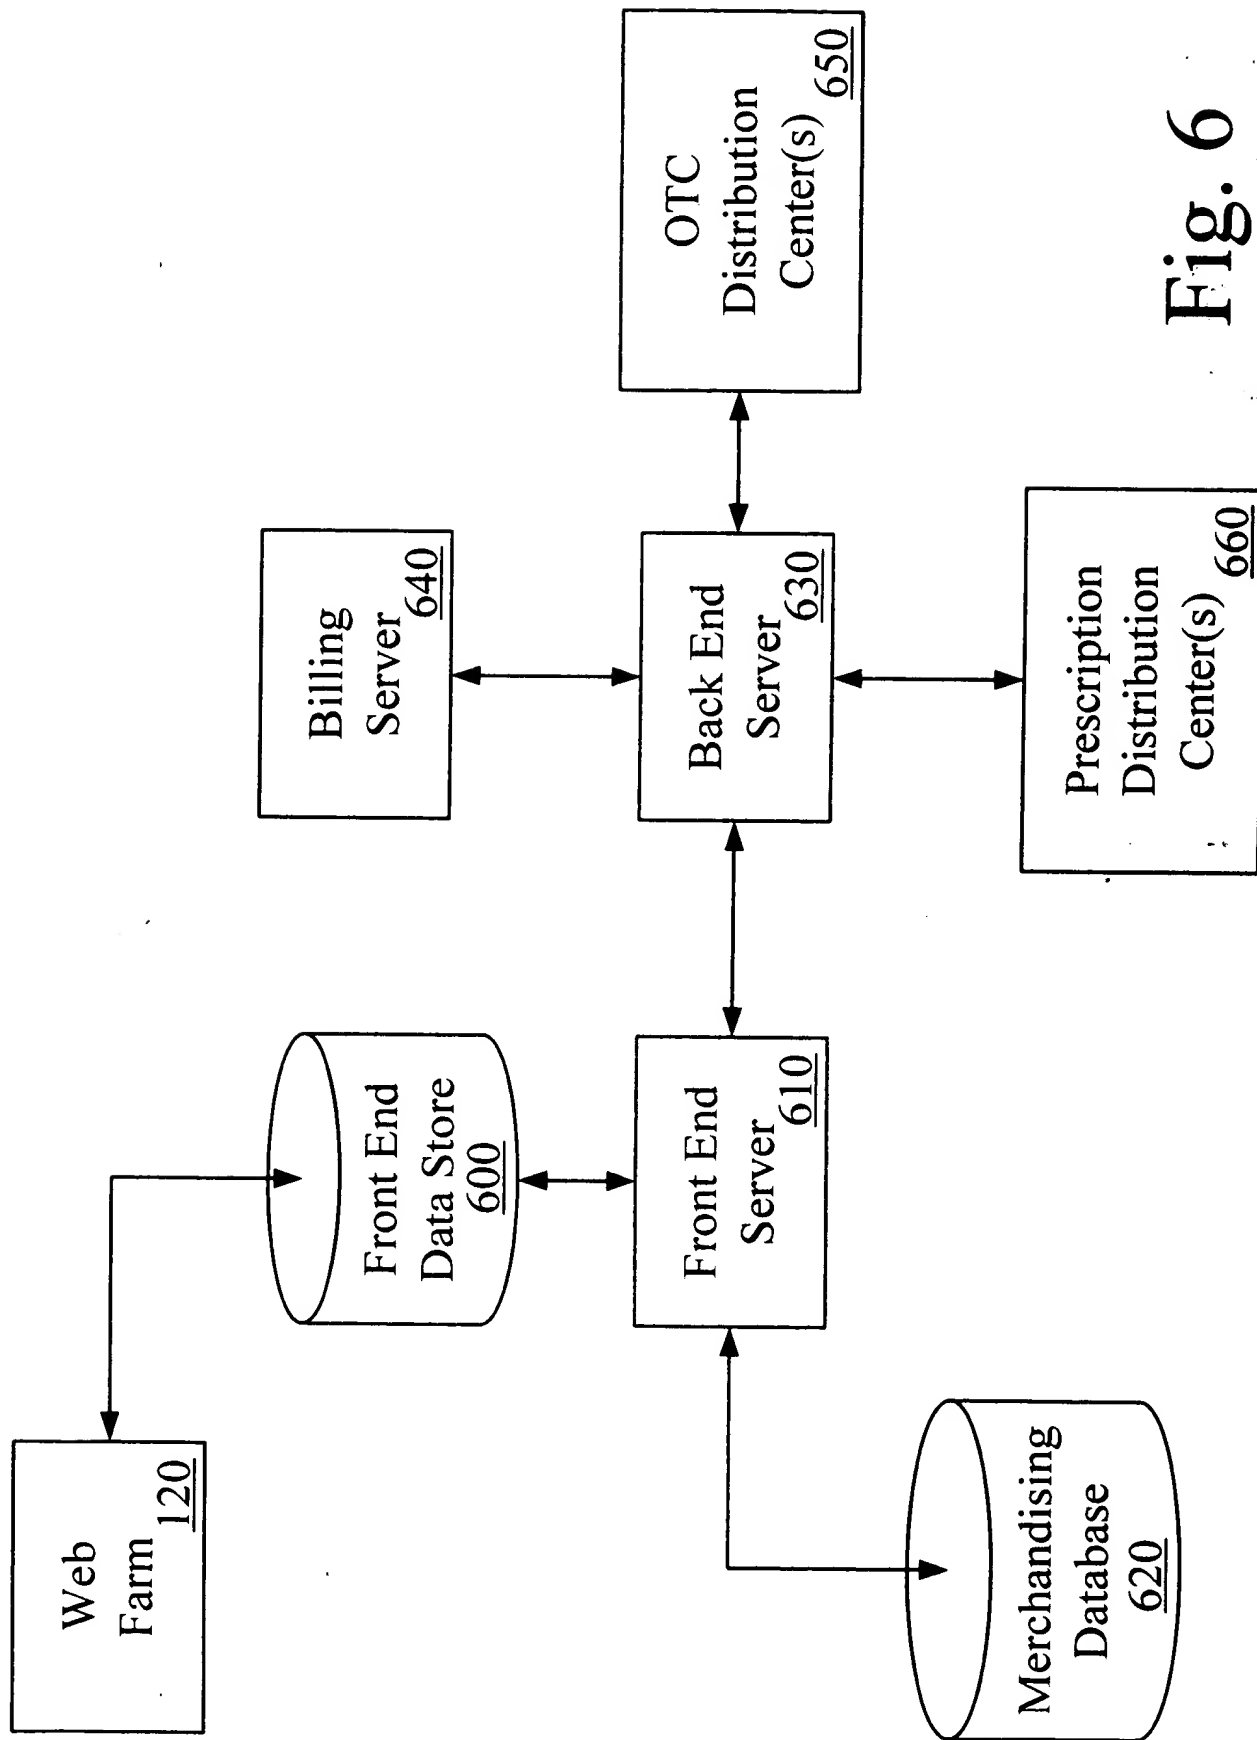 Web
Farm
120
Front End
Data Store
600
Billing
Server
640
Front End
Server
610
Back End
Server
630
OTC
Distribution
Center(s)
650
Merchandising
Database
620
Prescription
Distribution
Center(s)
660
Fig. 6